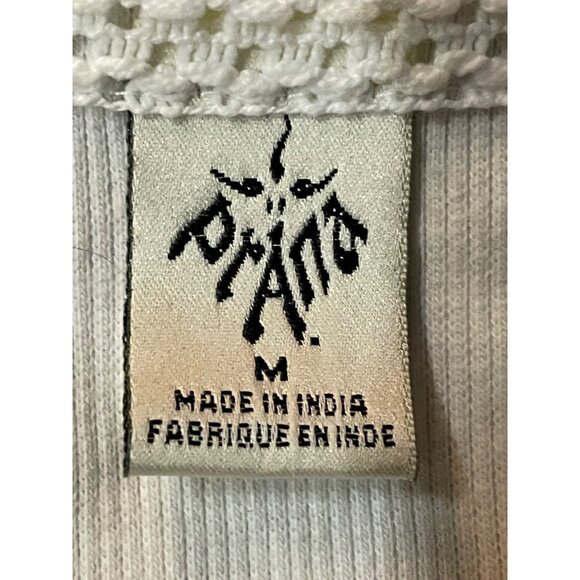 prAna.
M
MADE IN INDIA
FABRIQUE EN INDE